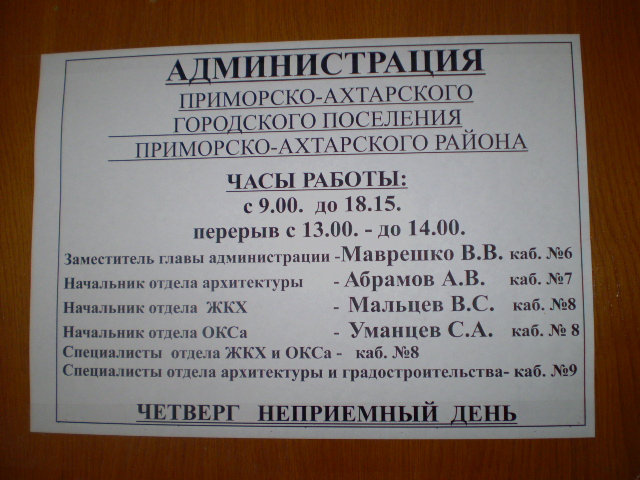 АДМИНИСТРАЦИЯ
ПРИМОРСКО-АХТАРСКОГО
ГОРОДСКОГО ПОСЕЛЕНИЯ
ПРИМОРСКО-АХТАРСКОГО РАЙОНА
ЧАСЫ РАБОТЫ:
с 9.00. до 18.15.
перерыв с 13.00. - до 14.00.
Заместитель главы администрации -Маврешко В.В. каб. №6
Начальник отдела архитектуры - Абрамов А.В. каб. №7
Начальник отдела ЖКХ - Мальцев В.С. каб. №8
Начальник отдела ОКСа - Уманцев С.А. каб. № 8
Специалисты отдела ЖКХ и ОКСа - каб. №8
Специалисты отдела архитектуры и градостроительства- каб. №9
ЧЕТВЕРГ НЕПРИЕМНЫЙ ДЕНЬ